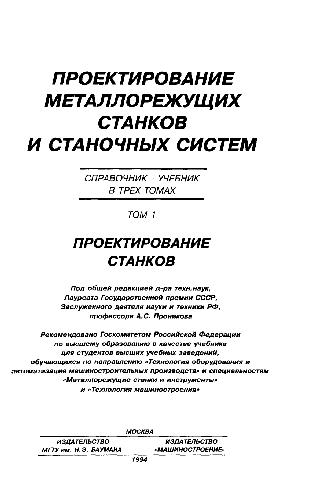 ПРОЕКТИРОВАНИЕ
МЕТАЛЛОРЕЖУЩИХ
СТАНКОВ
И СТАНОЧНЫХ СИСТЕМ
СПРАВОЧНИК - УЧЕБНИК
В ТРЕХ ТОМАХ
ТОМ 1
ПРОЕКТИРОВАНИЕ
СТАНКОВ
Под общей редакцией д-ра техн.наук,
Лауреата Государственной премии СССР,
Заслуженного деятеля науки и техники РФ,
профессора А.С. Проникова
Рекомендовано Госкомитетом Российской Федерации
по высшему образованию в качестве учебника
для студентов высших учебных заведений,
обучающихся по направлению «Технология оборудования и
автоматизация машиностроительных производств» и специальностям
«Металлорежущие станки и инструменты»
и «Технология машиностроения»
МОСКВА
ИЗДАТЕЛЬСТВО ИЗДАТЕЛЬСТВО
МГТУ им. Н.Э. БАУМАНА «МАШИНОСТРОЕНИЕ»
1994